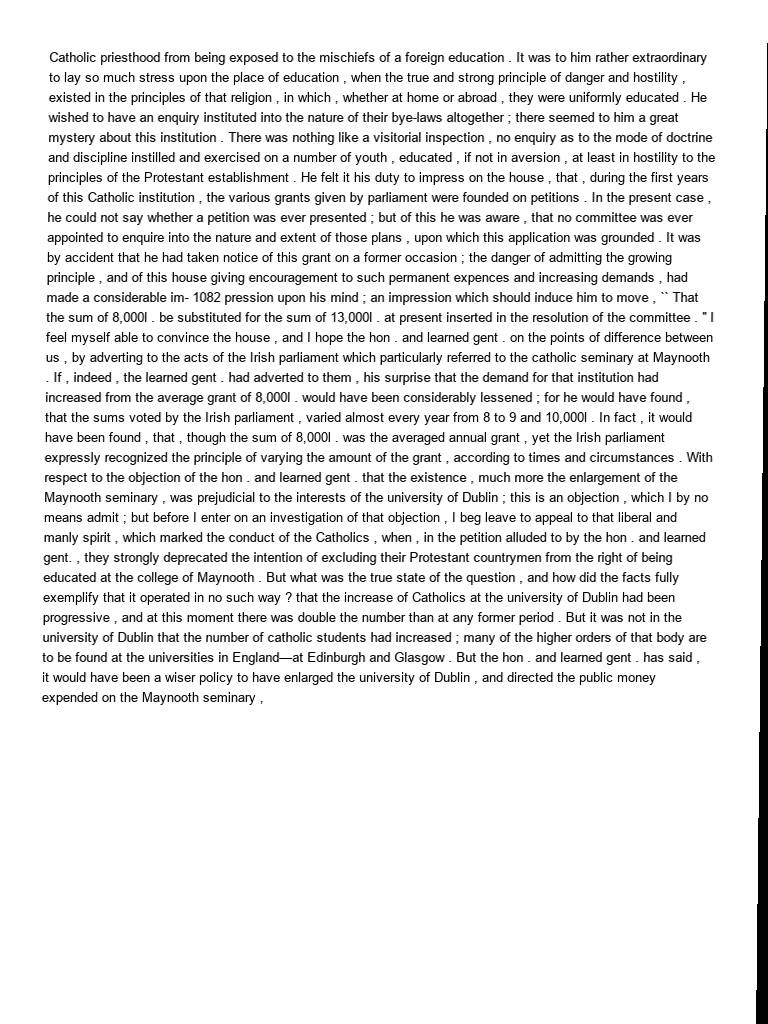 Catholic priesthood from being exposed to the mischiefs of a foreign education . It was to him rather extraordinary
to lay so much stress upon the place of education , when the true and strong principle of danger and hostility ,
existed in the principles of that religion , in which , whether at home or abroad , they were uniformly educated . He
wished to have an enquiry instituted into the nature of their bye-laws altogether ; there seemed to him a great
mystery about this institution . There was nothing like a visitorial inspection , no enquiry as to the mode of doctrine
and discipline instilled and exercised on a number of youth , educated , if not in aversion , at least in hostility to the
principles of the Protestant establishment . He felt it his duty to impress on the house , that , during the first years
of this Catholic institution , the various grants given by parliament were founded on petitions . In the present case ,
he could not say whether a petition was ever presented ; but of this he was aware , that no committee was ever
appointed to enquire into the nature and extent of those plans , upon which this application was grounded . It was
by accident that he had taken notice of this grant on a former occasion ; the danger of admitting the growing
principle , and of this house giving encouragement to such permanent expences and increasing demands , had
made a considerable im- 1082 pression upon his mind ; an impression which should induce him to move , `` That
the sum of 8,000l . be substituted for the sum of 13,000l . at present inserted in the resolution of the committee . " I
feel myself able to convince the house , and I hope the hon . and learned gent . on the points of difference between
us , by adverting to the acts of the Irish parliament which particularly referred to the catholic seminary at Maynooth
. If , indeed , the learned gent . had adverted to them , his surprise that the demand for that institution had
increased from the average grant of 8,000l . would have been considerably lessened ; for he would have found ,
that the sums voted by the Irish parliament , varied almost every year from 8 to 9 and 10,000l . In fact , it would
have been found , that , though the sum of 8,000l . was the averaged annual grant , yet the Irish parliament
expressly recognized the principle of varying the amount of the grant , according to times and circumstances . With
respect to the objection of the hon . and learned gent . that the existence , much more the enlargement of the
Maynooth seminary , was prejudicial to the interests of the university of Dublin ; this is an objection , which I by no
means admit ; but before I enter on an investigation of that objection , I beg leave to appeal to that liberal and
manly spirit , which marked the conduct of the Catholics , when , in the petition alluded to by the hon . and learned
gent. , they strongly deprecated the intention of excluding their Protestant countrymen from the right of being
educated at the college of Maynooth . But what was the true state of the question , and how did the facts fully
exemplify that it operated in no such way ? that the increase of Catholics at the university of Dublin had been
progressive , and at this moment there was double the number than at any former period . But it was not in the
university of Dublin that the number of catholic students had increased ; many of the higher orders of that body are
to be found at the universities in England—at Edinburgh and Glasgow . But the hon . and learned gent . has said ,
it would have been a wiser policy to have enlarged the university of Dublin , and directed the public money
expended on the Maynooth seminary ,